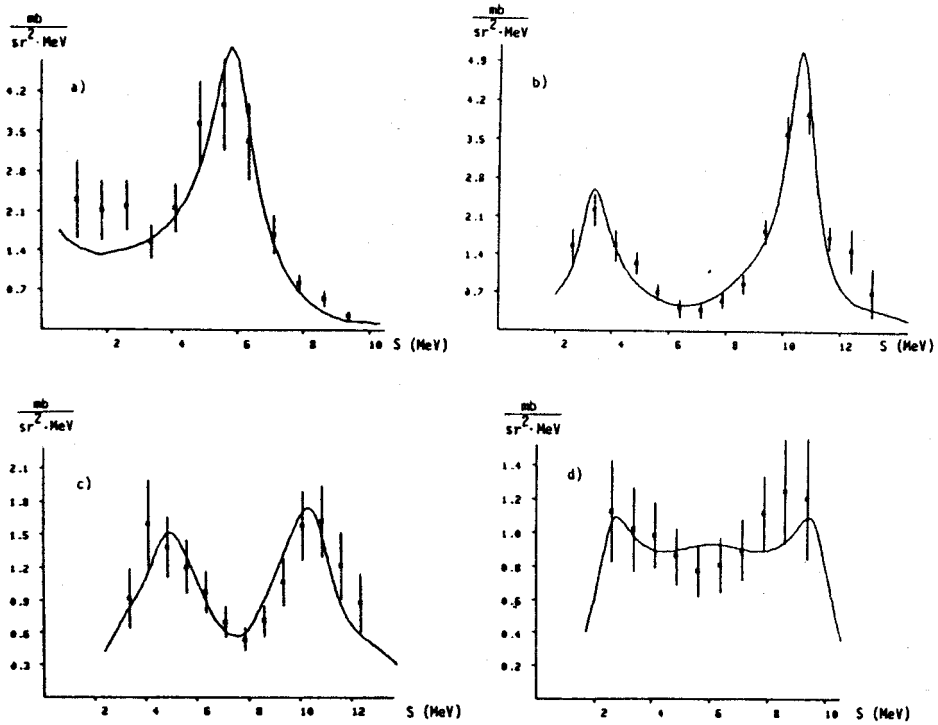 mb
sr2·MeV
a)
4.2
3.5
2.8
2.1
1.4
0.7
2 4 6 8 10 S (MeV)
mb
sr2·MeV
b)
4.9
4.2
3.5
2.8
2.1
1.4
0.7
2 4 6 8 10 12 S (MeV)
mb
sr2·MeV
c)
2.1
1.8
1.5
1.2
0.9
0.6
0.3
2 4 6 8 10 12 S (MeV)
mb
sr2·MeV
d)
1.4
1.2
1.0
0.8
0.6
0.4
0.2
2 4 6 8 10 S (MeV)